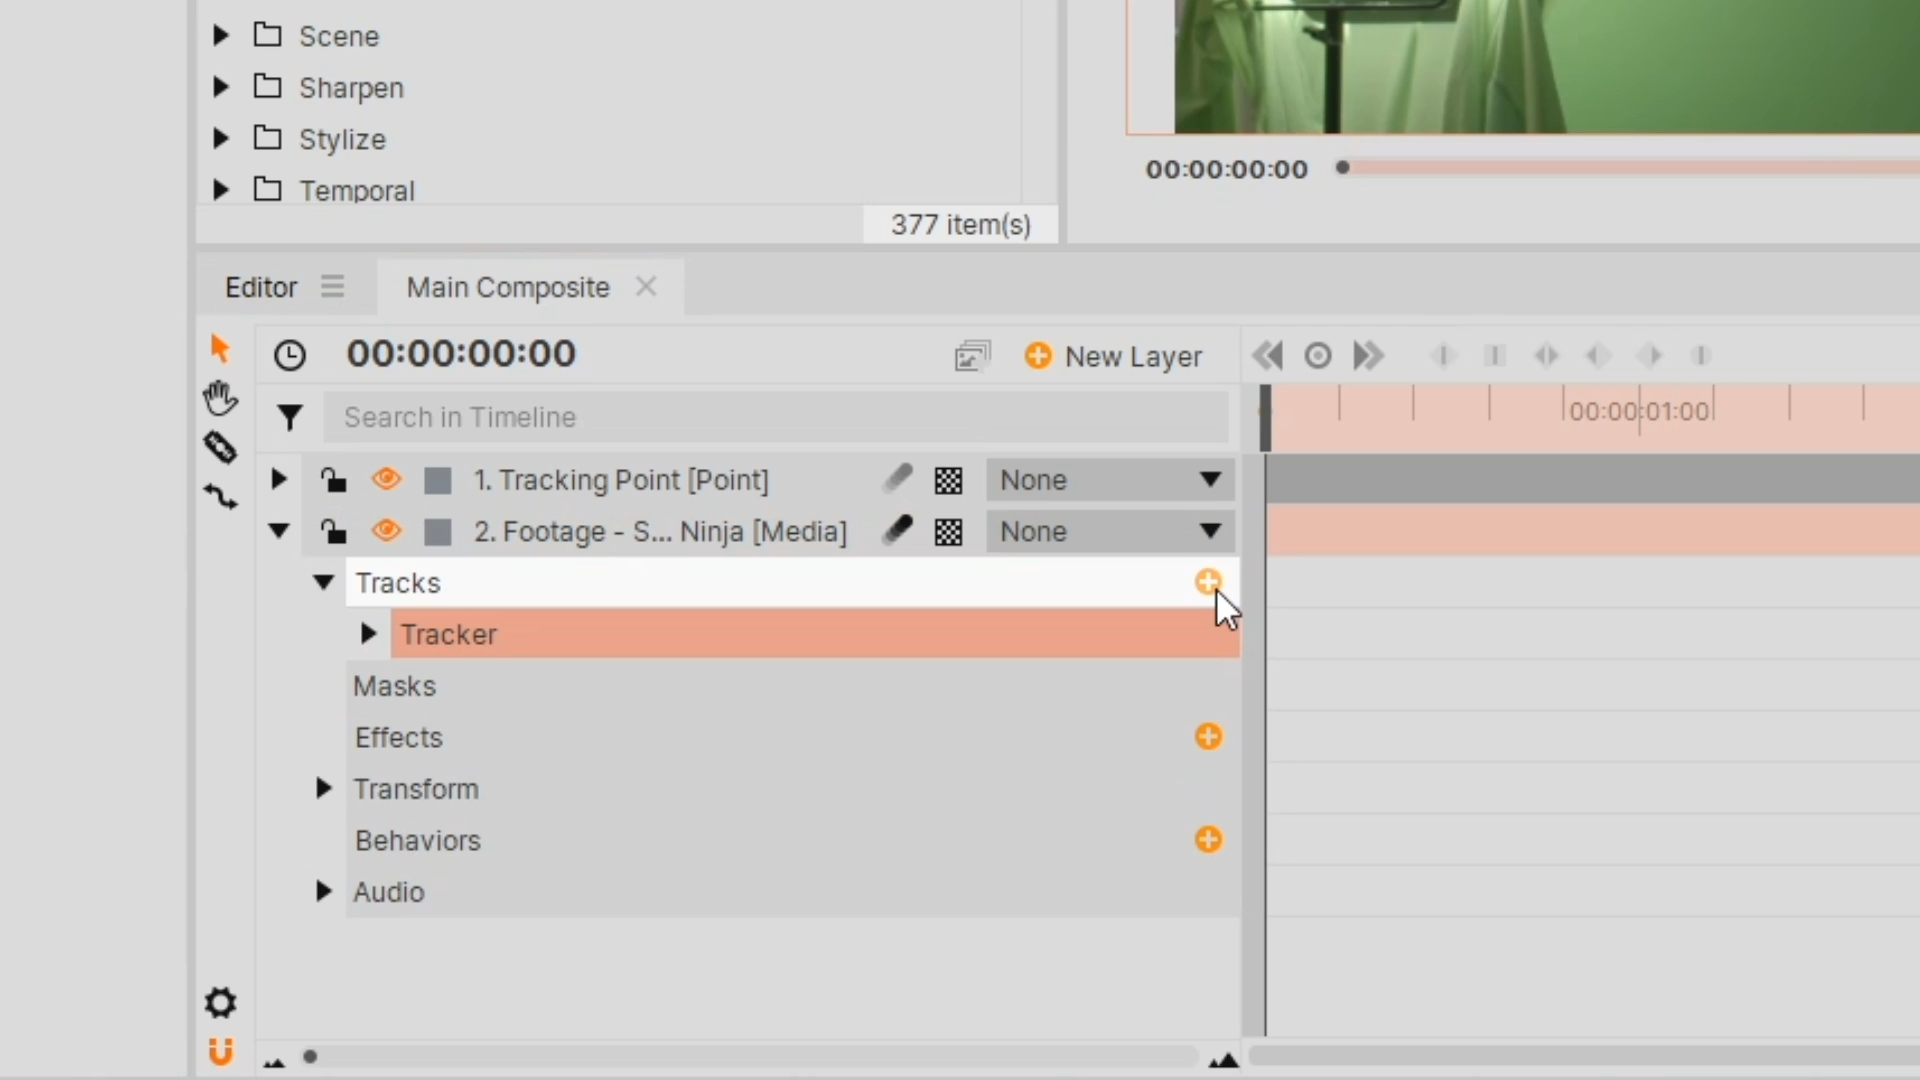 Scene
Sharpen
Stylize
Temporal
377 item(s)
00:00:00:00
Editor
Main Composite
00:00:00:00
New Layer
Search in Timeline
00:00:01:00
1. Tracking Point [Point]
None
2. Footage - S... Ninja [Media]
None
Tracks
Tracker
Masks
Effects
Transform
Behaviors
Audio